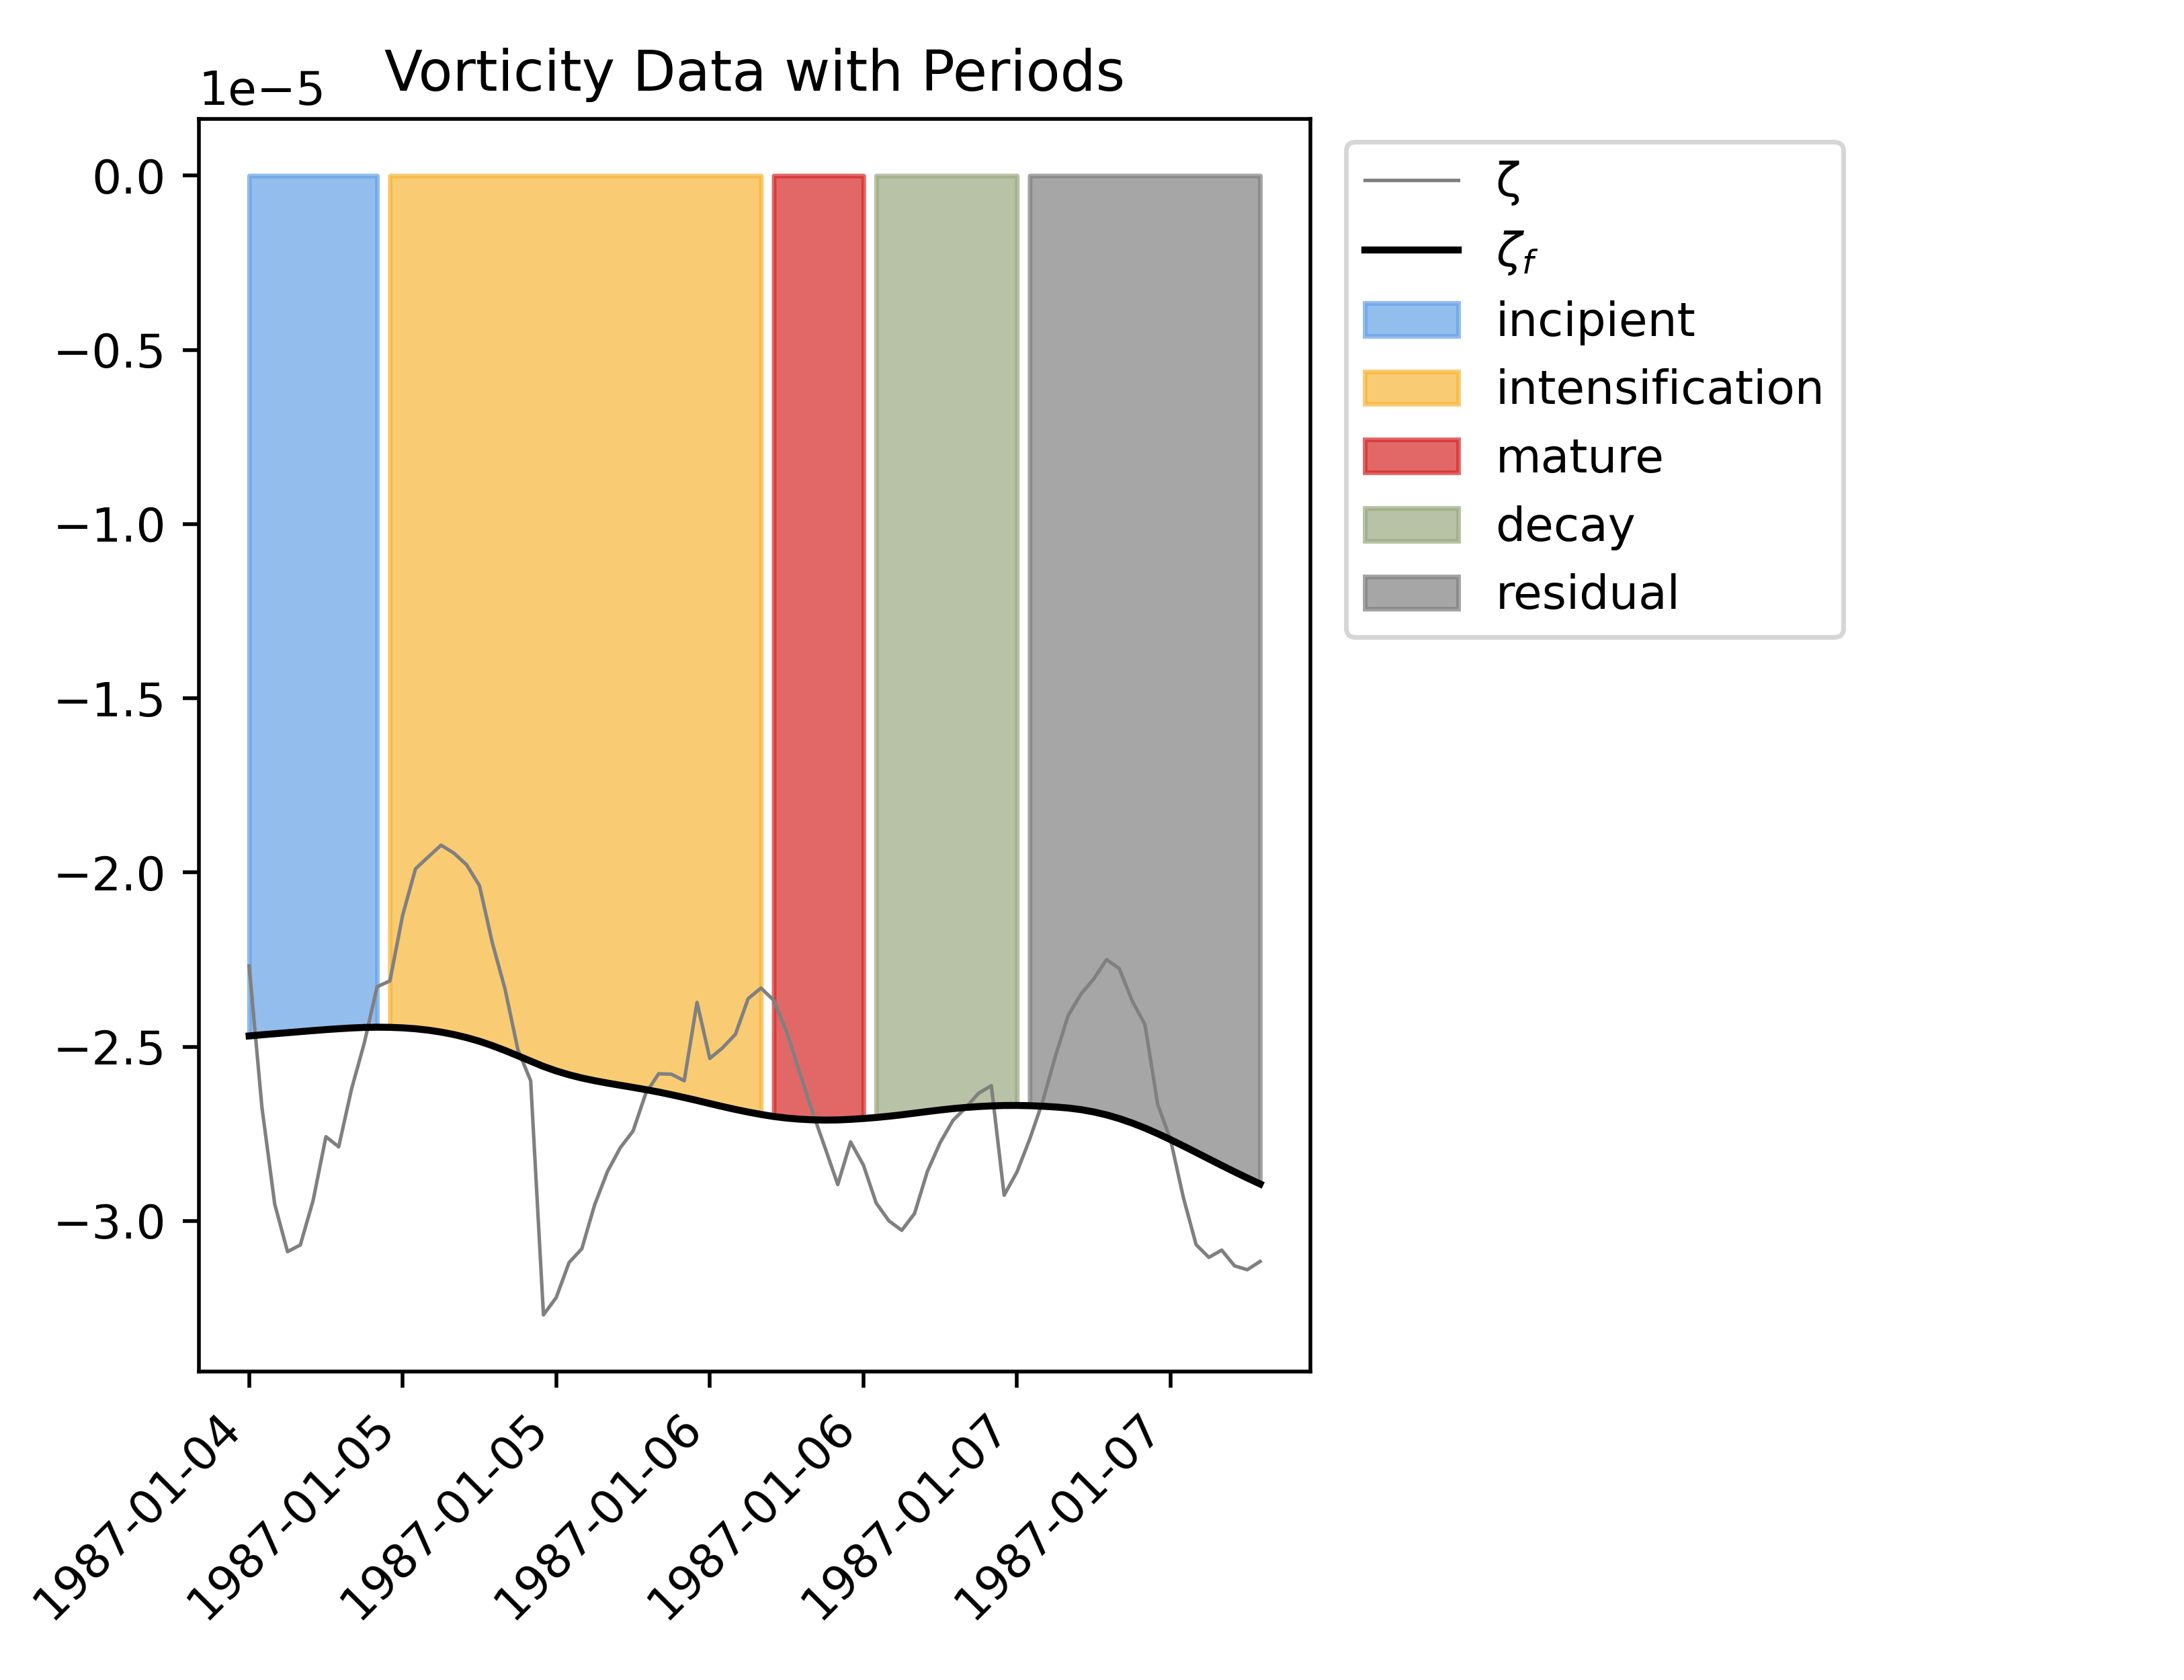 Vorticity Data with Periods
1e−5
0.0
−0.5
−1.0
−1.5
−2.0
−2.5
−3.0
1987-01-04
1987-01-05
1987-01-05
1987-01-06
1987-01-06
1987-01-07
1987-01-07
ζ
ζf
incipient
intensification
mature
decay
residual